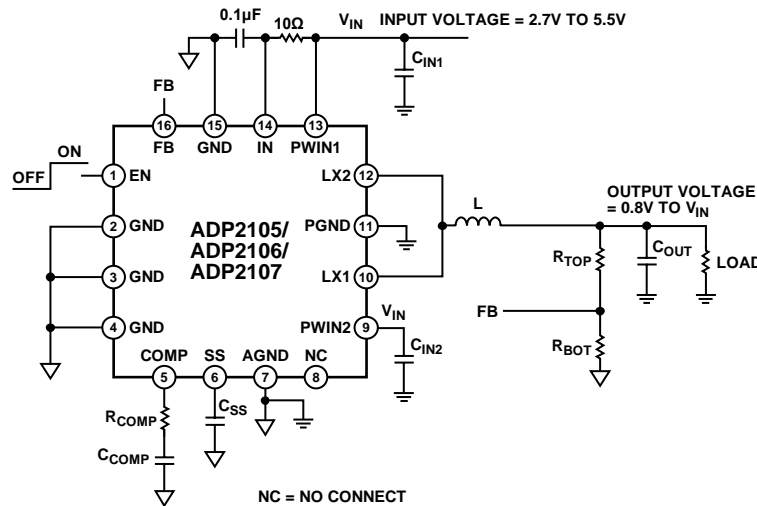 0.1µF
10Ω
VIN
INPUT VOLTAGE = 2.7V TO 5.5V
CIN1
FB
16
15
14
13
FB
GND
IN
PWIN1
ON
OFF
1
EN
LX2
12
OUTPUT VOLTAGE
= 0.8V TO VIN
L
2
GND
ADP2105/
ADP2106/
ADP2107
PGND
11
COUT
RTOP
LOAD
3
GND
LX1
10
FB
VIN
4
GND
PWIN2
9
CIN2
RBOT
COMP
SS
AGND
NC
5
6
7
8
RCOMP
CSS
CCOMP
NC = NO CONNECT